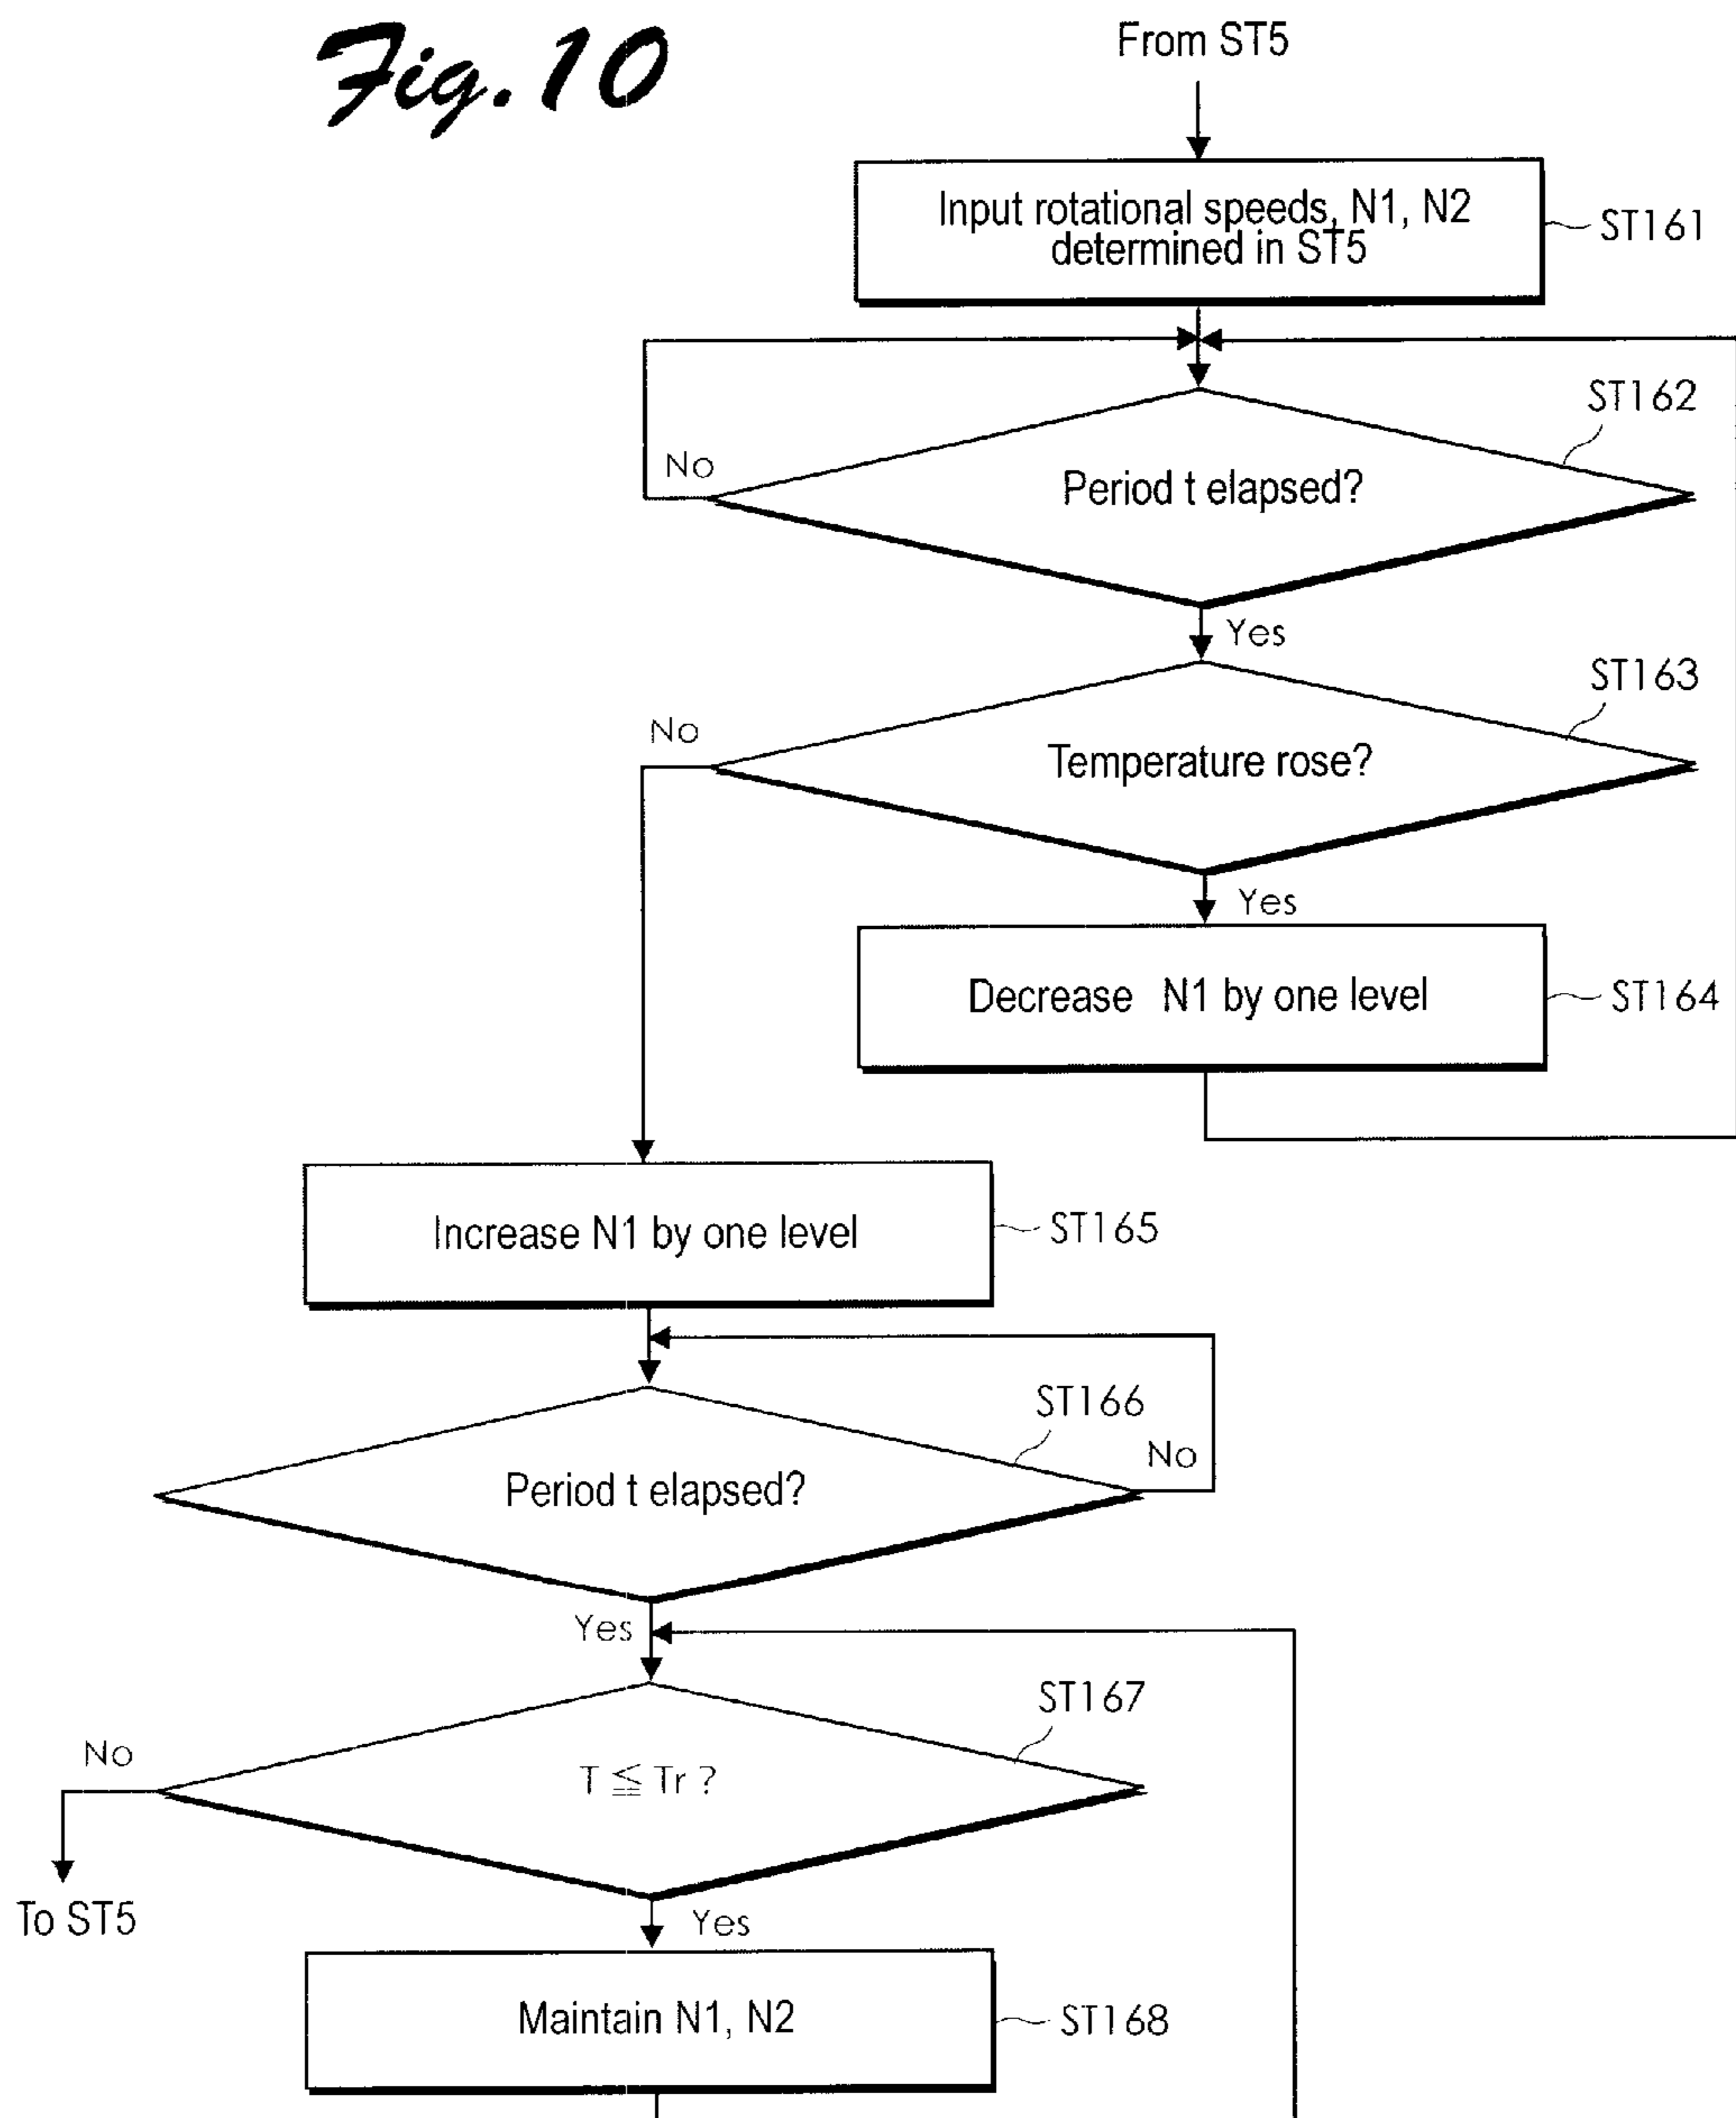 Fig. 10
From ST5
Input rotational speeds, N1, N2
determined in ST5
ST161
ST162
No
Period t elapsed?
Yes
ST163
No
Temperature rose?
Yes
Decrease N1 by one level
ST164
Increase N1 by one level
ST165
ST166
No
Period t elapsed?
Yes
ST167
No
T ≦ Tr ?
To ST5
Yes
Maintain N1, N2
ST168